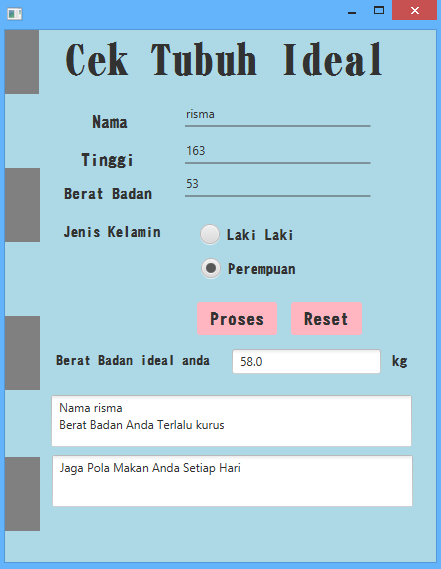 Cek Tubuh Ideal
Nama risma
Tinggi 163
Berat Badan 53
Jenis Kelamin Laki Laki
Perempuan
Proses Reset
Berat Badan ideal anda 58.0 kg
Nama risma
Berat Badan Anda Terlalu kurus
Jaga Pola Makan Anda Setiap Hari